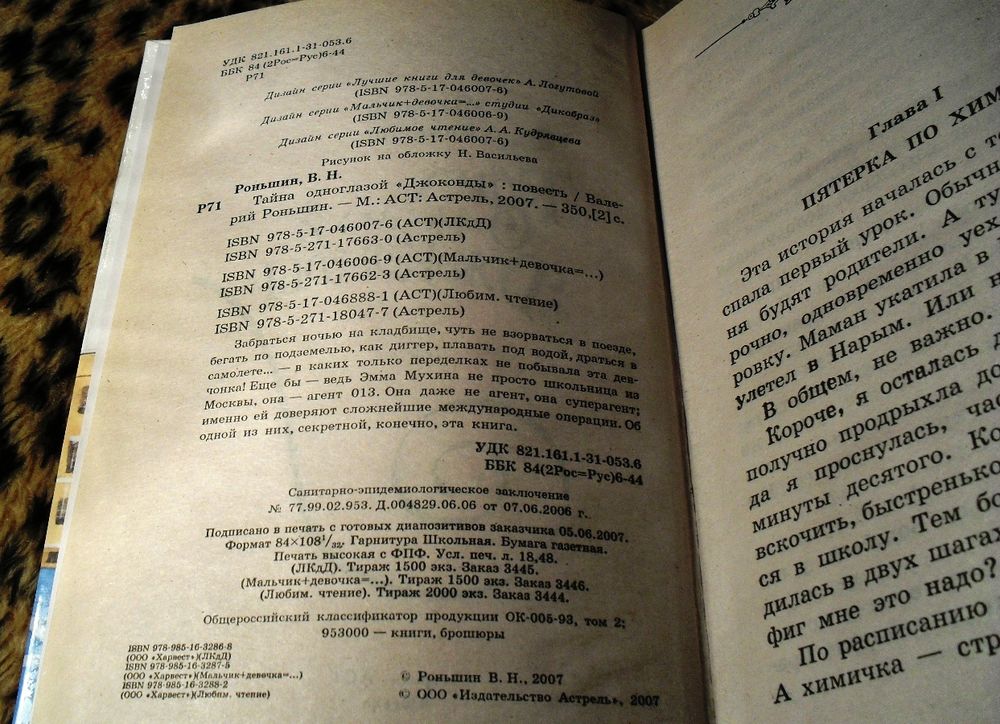 УДК 821.161.1-31-053.6
ББК 84 (2Рос=Рус)6-44
Р71
Дизайн серии «Лучшие книги для девочек» А. Логутовой
(ISBN 978-5-17-046007-6)
Дизайн серии «Мальчик+девочка=...» студии «Дикобраз»
(ISBN 978-5-17-046006-9)
Дизайн серии «Любимое чтение» А. А. Кудрявцева
(ISBN 978-5-17-046007-6)
Рисунок на обложку Н. Васильева
Роньшин, В. Н.
Р71 Тайна одноглазой «Джоконды» : повесть / Вале-
рий Роньшин. — М.: АСТ: Астрель, 2007. — 350,[2] с.
ISBN 978-5-17-046007-6 (АСТ)(ЛКдД)
ISBN 978-5-271-17663-0 (Астрель)
ISBN 978-5-17-046006-9 (АСТ)(Мальчик+девочка=...)
ISBN 978-5-271-17662-3 (Астрель)
ISBN 978-5-17-046888-1 (АСТ)(Любим. чтение)
ISBN 978-5-271-18047-7 (Астрель)
Забраться ночью на кладбище, чуть не взорваться в поезде,
бегать по подземелью, как диггер, плавать под водой, драться в
самолете... — в каких только переделках не побывала эта дев-
чонка! Еще бы — ведь Эмма Мухина не просто школьница из
Москвы, она — агент 013. Она даже не агент, она суперагент;
именно ей доверяют сложнейшие международные операции. Об
одной из них, секретной, конечно, эта книга.
УДК 821.161.1-31-053.6
ББК 84(2Рос=Рус)6-44
Санитарно-эпидемиологическое заключение
№ 77.99.02.953.Д.004829.06.06 от 07.06.2006 г.
Подписано в печать с готовых диапозитивов заказчика 05.06.2007.
Формат 84×108 1/32. Гарнитура Школьная. Бумага газетная.
Печать высокая с ФПФ. Усл. печ. л. 18,48.
(ЛКдД). Тираж 1500 экз. Заказ 3445.
(Мальчик+девочка=...). Тираж 1500 экз. Заказ 3446.
(Любим. чтение). Тираж 2000 экз. Заказ 3444.
Общероссийский классификатор продукции ОК-005-93, том 2;
953000 — книги, брошюры
ISBN 978-985-16-3286-8
(ООО «Харвест»)(ЛКдД)
ISBN 978-985-16-3287-5
(ООО «Харвест»)(Мальчик+девочка=...)
ISBN 978-985-16-3288-2
(ООО «Харвест»)(Любим. чтение)
© Роньшин В. Н., 2007
© ООО «Издательство Астрель», 2007
Глава I
ПЯТЕРКА ПО ХИМ
Эта история началась с т
спала первый урок. Обычн
ня будят родители. А ту
рочно, одновременно уех
ровку. Маман укатила в
улетел в Нарым. Или н
В общем, не важно.
Короче, я осталась д
получно продрыхла до
да я проснулась, час
минуты десятого. Ко
вскочить, быстреньк
ся в школу. Тем бо
дилась в двух шага
фиг мне это надо?
По расписанию
А химичка — стр